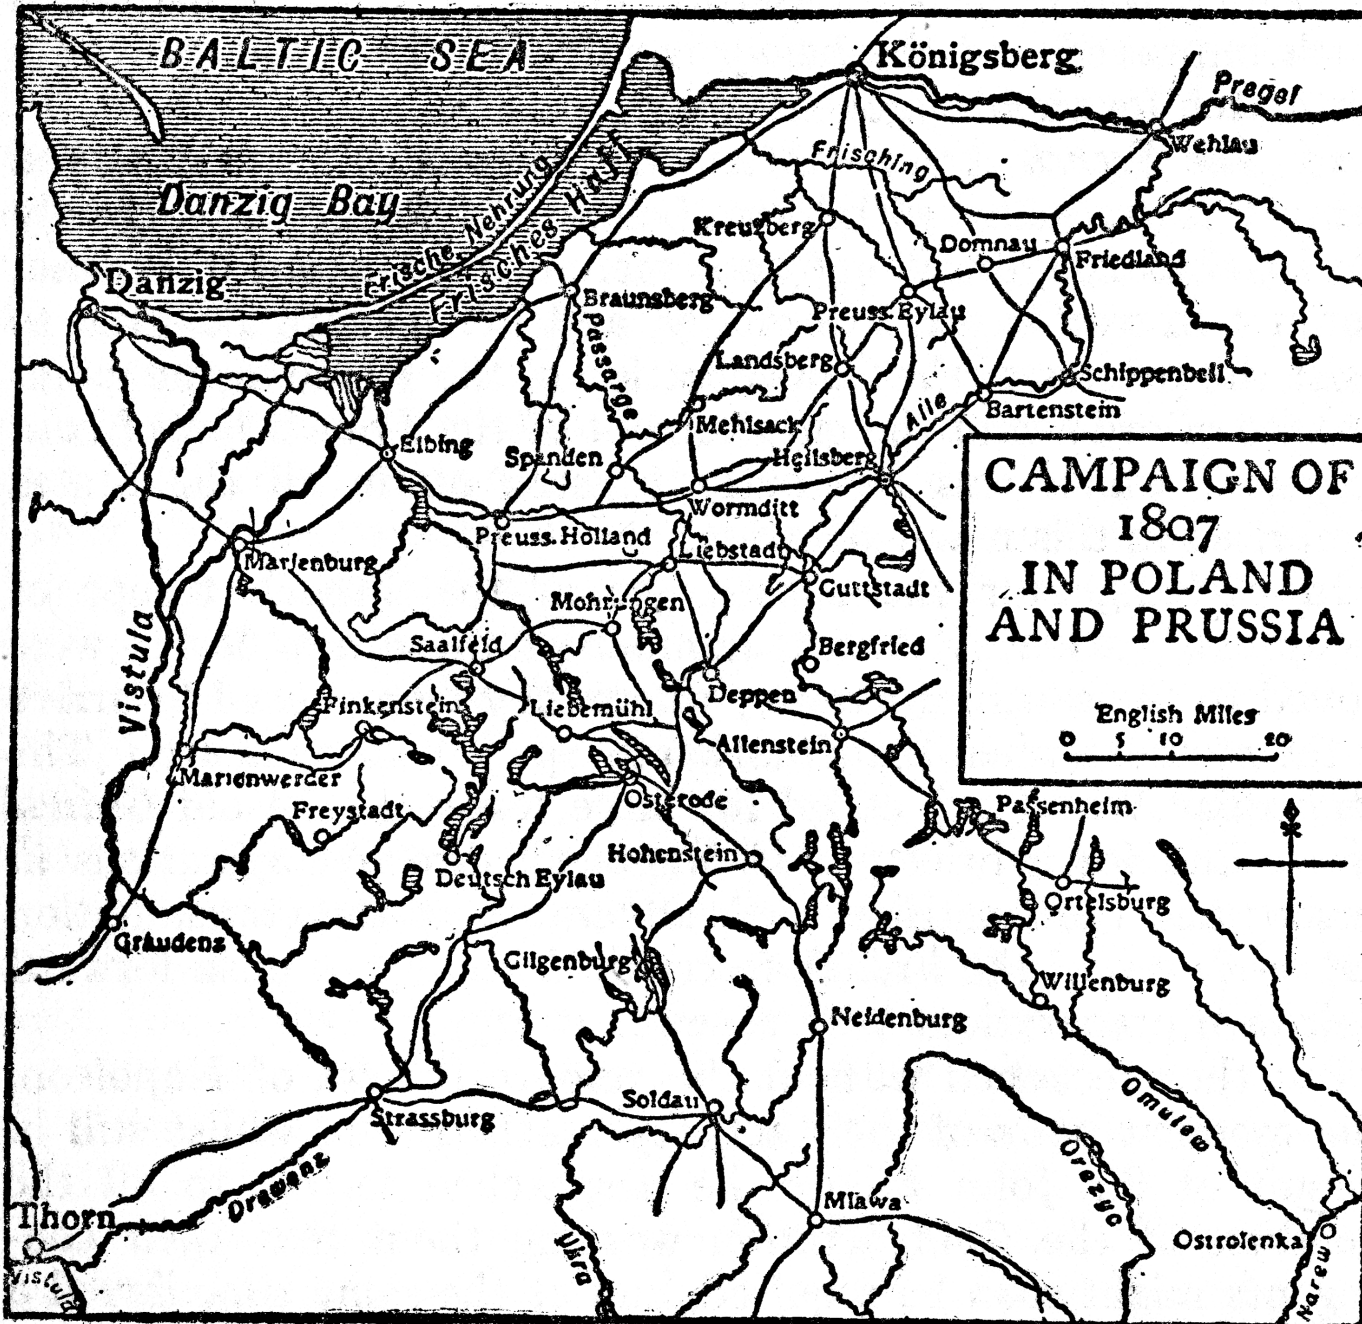 BALTIC SEA
Königsberg
Pregel
Wehlau
Frisching
Danzig Bay
Frische Nehrung
Frisches Haff
Kreuzberg
Domnau
Friedland
Danzig
Braunsberg
Preuss. Eylau
Passarge
Landsberg
Schippenbeil
Alle
Bartenstein
Mehlsack
Elbing
Spanden
Heilsberg
CAMPAIGN OF
1807
IN POLAND
AND PRUSSIA
English Miles
0 5 10 20
Wormditt
Preuss. Holland
Liebstadt
Marienburg
Guttstadt
Mohrungen
Vistula
Saalfeld
Bergfried
Deppen
Finkenstein
Liebemühl
Allenstein
Marienwerder
Osterode
Passenheim
Freystadt
Hohenstein
Deutsch Eylau
Ortelsburg
Graudenz
Gilgenburg
Willenburg
Neidenburg
Soldau
Strassburg
Omulew
Drewenz
Orezyc
Mlawa
Thorn
Ukra
Ostrolenka
Narew
Vistula